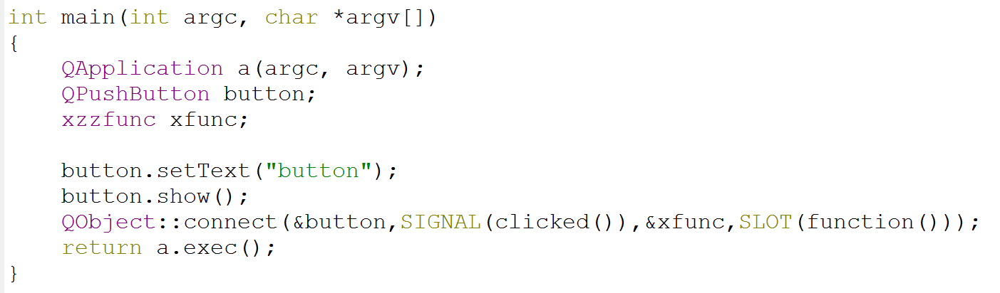 int main(int argc, char *argv[])
{
    QApplication a(argc, argv);
    QPushButton button;
    xzzfunc xfunc;

    button.setText("button");
    button.show();
    QObject::connect(&button,SIGNAL(clicked()),&xfunc,SLOT(function()));
    return a.exec();
}